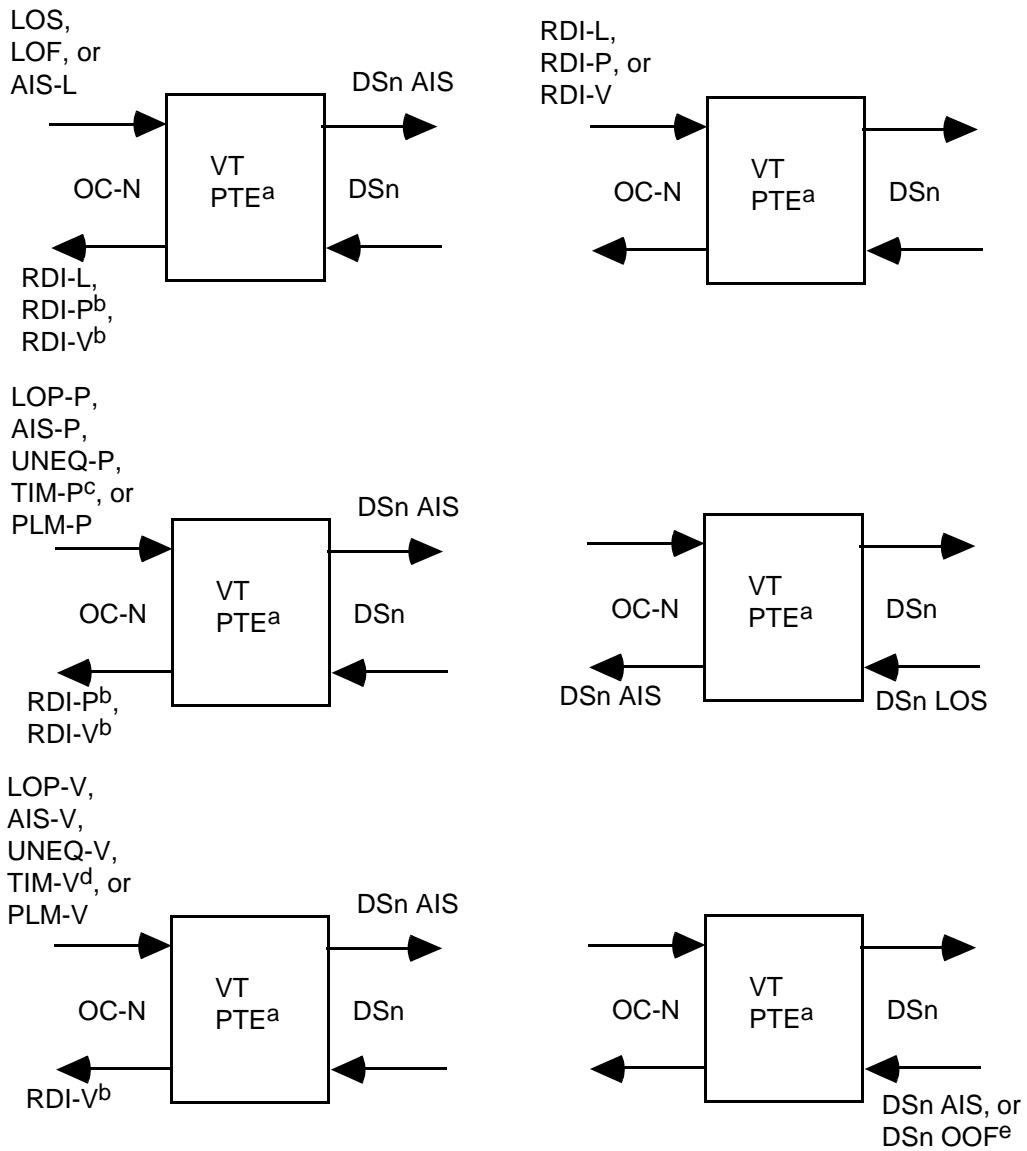 LOS,
LOF, or
AIS-L
DSn AIS
OC-N
VT
PTEa
DSn
RDI-L,
RDI-Pb,
RDI-Vb
RDI-L,
RDI-P, or
RDI-V
OC-N
VT
PTEa
DSn
LOP-P,
AIS-P,
UNEQ-P,
TIM-Pc, or
PLM-P
DSn AIS
OC-N
VT
PTEa
DSn
RDI-Pb,
RDI-Vb
OC-N
VT
PTEa
DSn
DSn AIS
DSn LOS
LOP-V,
AIS-V,
UNEQ-V,
TIM-Vd, or
PLM-V
DSn AIS
OC-N
VT
PTEa
DSn
RDI-Vb
OC-N
VT
PTEa
DSn
DSn AIS, or
DSn OOFe